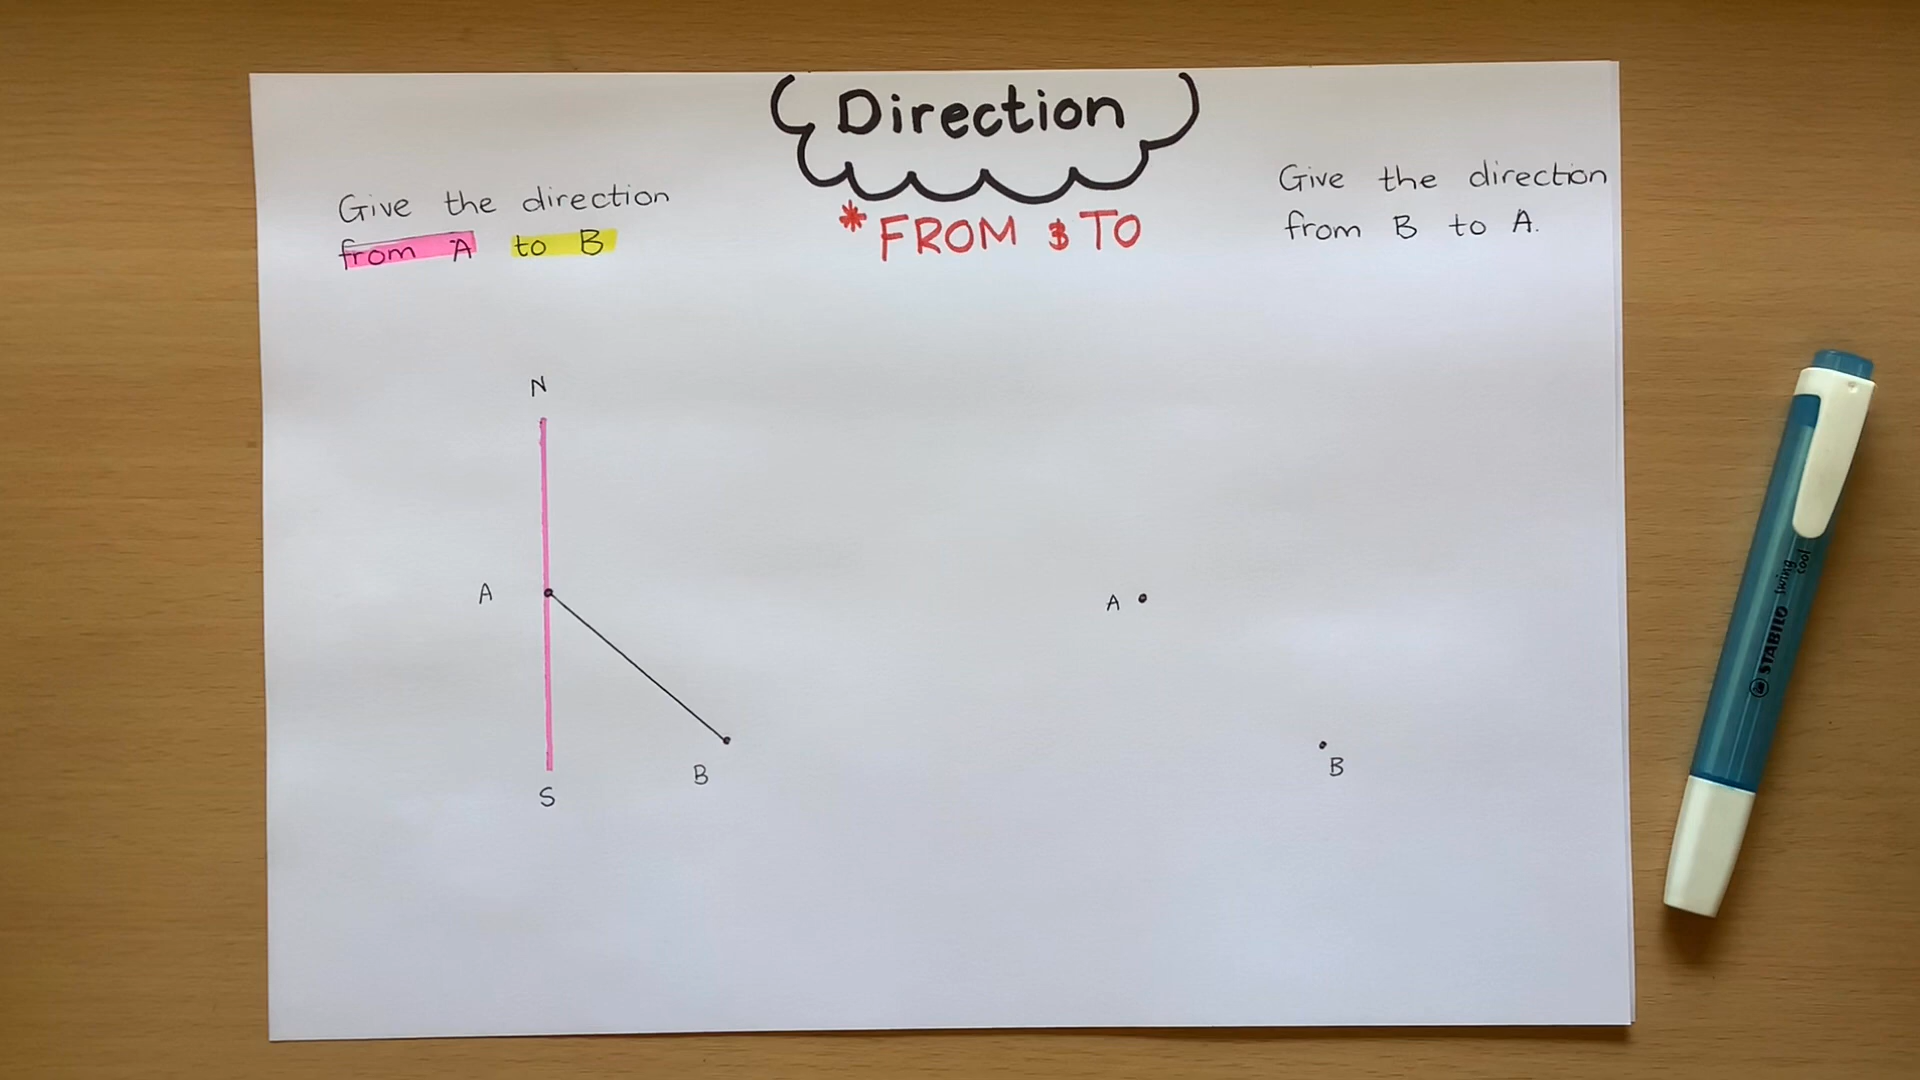 Direction
* FROM & TO
Give the direction
from A to B
N
A
B
S
Give the direction
from B to A.
A
B
STABILO swing cool